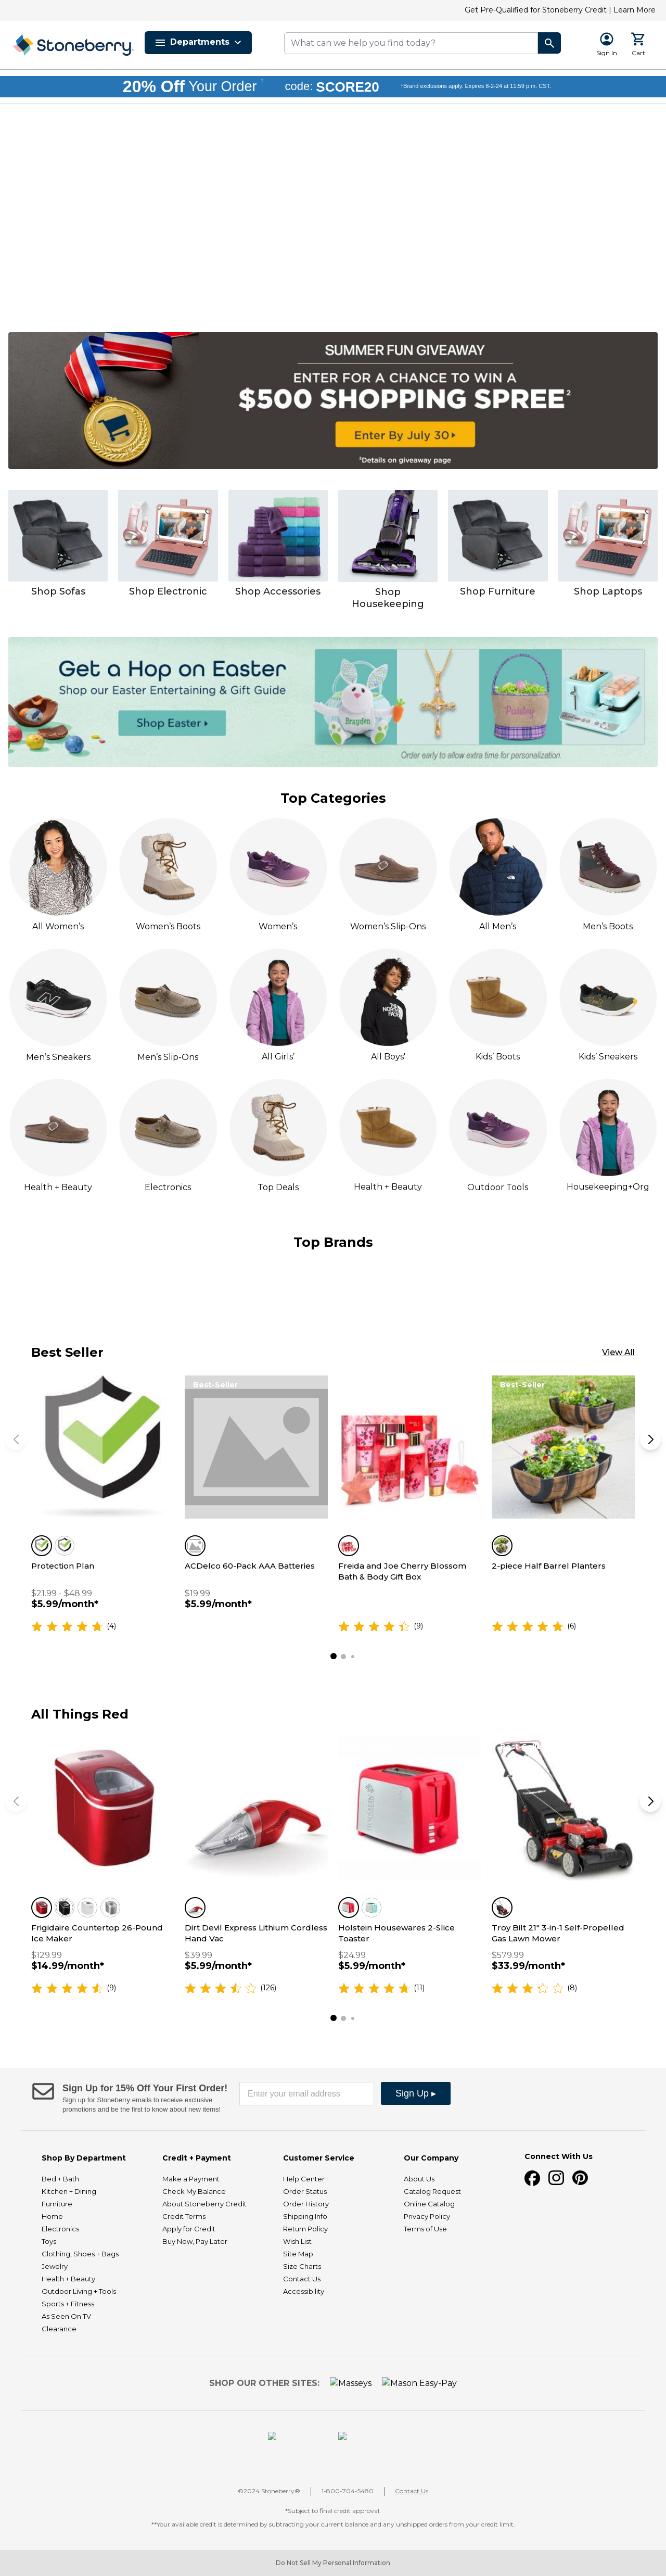 Get Pre-Qualified for Stoneberry Credit | Learn More
Stoneberry.
Departments
What can we help you find today?
Sign In
Cart
20% Off Your Order †
code: SCORE20
†Brand exclusions apply. Expires 8-2-24 at 11:59 p.m. CST.
SUMMER FUN GIVEAWAY
ENTER FOR A CHANCE TO WIN A
$500 SHOPPING SPREE²
Enter By July 30
²Details on giveaway page
Shop Sofas
Shop Electronic
Shop Accessories
Shop
Housekeeping
Shop Furniture
Shop Laptops
Get a Hop on Easter
Shop our Easter Entertaining & Gift Guide
Shop Easter
Brayden
Paisley
Order early to allow extra time for personalization.
Top Categories
All Women's
Women's Boots
Women's
Women's Slip-Ons
All Men's
Men's Boots
Men's Sneakers
Men's Slip-Ons
All Girls'
All Boys'
Kids' Boots
Kids' Sneakers
Health + Beauty
Electronics
Top Deals
Health + Beauty
Outdoor Tools
Housekeeping+Org
Top Brands
Best Seller
View All
Best-Seller
Best-Seller
Protection Plan
$21.99 - $48.99
$5.99/month*
(4)
ACDelco 60-Pack AAA Batteries
$19.99
$5.99/month*
Freida and Joe Cherry Blossom
Bath & Body Gift Box
(9)
2-piece Half Barrel Planters
(6)
All Things Red
Frigidaire Countertop 26-Pound
Ice Maker
$129.99
$14.99/month*
(9)
Dirt Devil Express Lithium Cordless
Hand Vac
$39.99
$5.99/month*
(126)
Holstein Housewares 2-Slice
Toaster
$24.99
$5.99/month*
(11)
Troy Bilt 21" 3-in-1 Self-Propelled
Gas Lawn Mower
$579.99
$33.99/month*
(8)
Sign Up for 15% Off Your First Order!
Sign up for Stoneberry emails to receive exclusive
promotions and be the first to know about new items!
Enter your email address
Sign Up ▸
Shop By Department
Bed + Bath
Kitchen + Dining
Furniture
Home
Electronics
Toys
Clothing, Shoes + Bags
Jewelry
Health + Beauty
Outdoor Living + Tools
Sports + Fitness
As Seen On TV
Clearance
Credit + Payment
Make a Payment
Check My Balance
About Stoneberry Credit
Credit Terms
Apply for Credit
Buy Now, Pay Later
Customer Service
Help Center
Order Status
Order History
Shipping Info
Return Policy
Wish List
Site Map
Size Charts
Contact Us
Accessibility
Our Company
About Us
Catalog Request
Online Catalog
Privacy Policy
Terms of Use
Connect With Us
SHOP OUR OTHER SITES:
Masseys
Mason Easy-Pay
©2024 Stoneberry®
1-800-704-5480
Contact Us
*Subject to final credit approval.
**Your available credit is determined by subtracting your current balance and any unshipped orders from your credit limit.
Do Not Sell My Personal Information